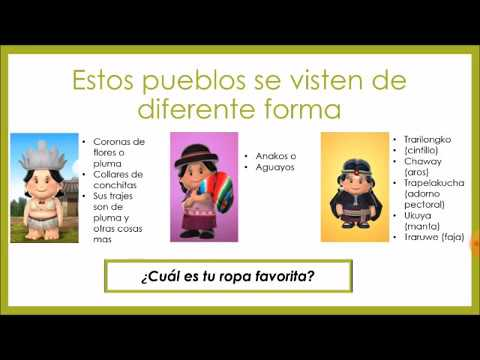 Estos pueblos se visten de
diferente forma
• Coronas de
flores o
pluma
• Collares de
conchitas
• Sus trajes
son de
pluma y
otras cosas
mas
• Anakos o
• Aguayos
• Trarilongko
• (cintillo)
• Chaway
(aros)
• Trapelakucha
(adorno
pectoral)
• Ukuya
(manta)
• Traruwe (faja)
¿Cuál es tu ropa favorita?